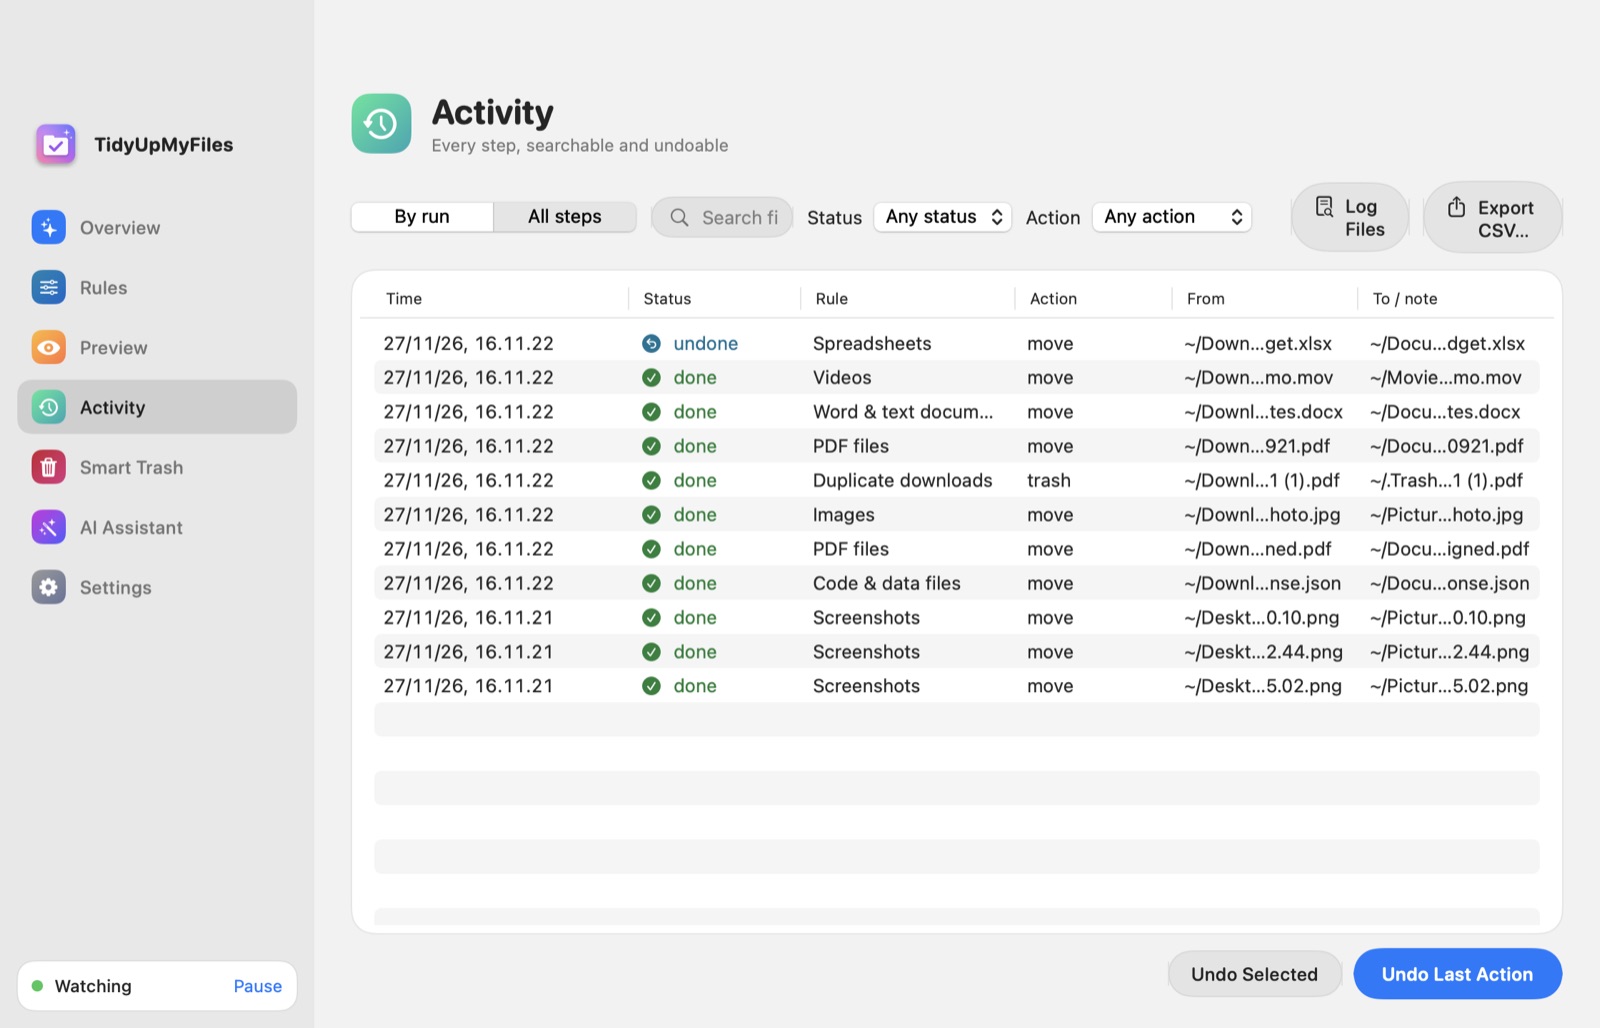 TidyUpMyFiles
Overview
Rules
Preview
Activity
Smart Trash
AI Assistant
Settings
Watching Pause
Activity
Every step, searchable and undoable
By run All steps Search fi Status Any status Action Any action Log Files Export CSV...
Time Status Rule Action From To / note
27/11/26, 16.11.22 undone Spreadsheets move ~/Down...get.xlsx ~/Docu...dget.xlsx
27/11/26, 16.11.22 done Videos move ~/Down...mo.mov ~/Movie...mo.mov
27/11/26, 16.11.22 done Word & text docum... move ~/Downl...tes.docx ~/Docu...tes.docx
27/11/26, 16.11.22 done PDF files move ~/Down...921.pdf ~/Docu...0921.pdf
27/11/26, 16.11.22 done Duplicate downloads trash ~/Downl...1 (1).pdf ~/.Trash...1 (1).pdf
27/11/26, 16.11.22 done Images move ~/Downl...hoto.jpg ~/Pictur...hoto.jpg
27/11/26, 16.11.22 done PDF files move ~/Down...ned.pdf ~/Docu...igned.pdf
27/11/26, 16.11.22 done Code & data files move ~/Downl...nse.json ~/Docu...onse.json
27/11/26, 16.11.21 done Screenshots move ~/Deskt...0.10.png ~/Pictur...0.10.png
27/11/26, 16.11.21 done Screenshots move ~/Deskt...2.44.png ~/Pictur...2.44.png
27/11/26, 16.11.21 done Screenshots move ~/Deskt...5.02.png ~/Pictur...5.02.png
Undo Selected Undo Last Action